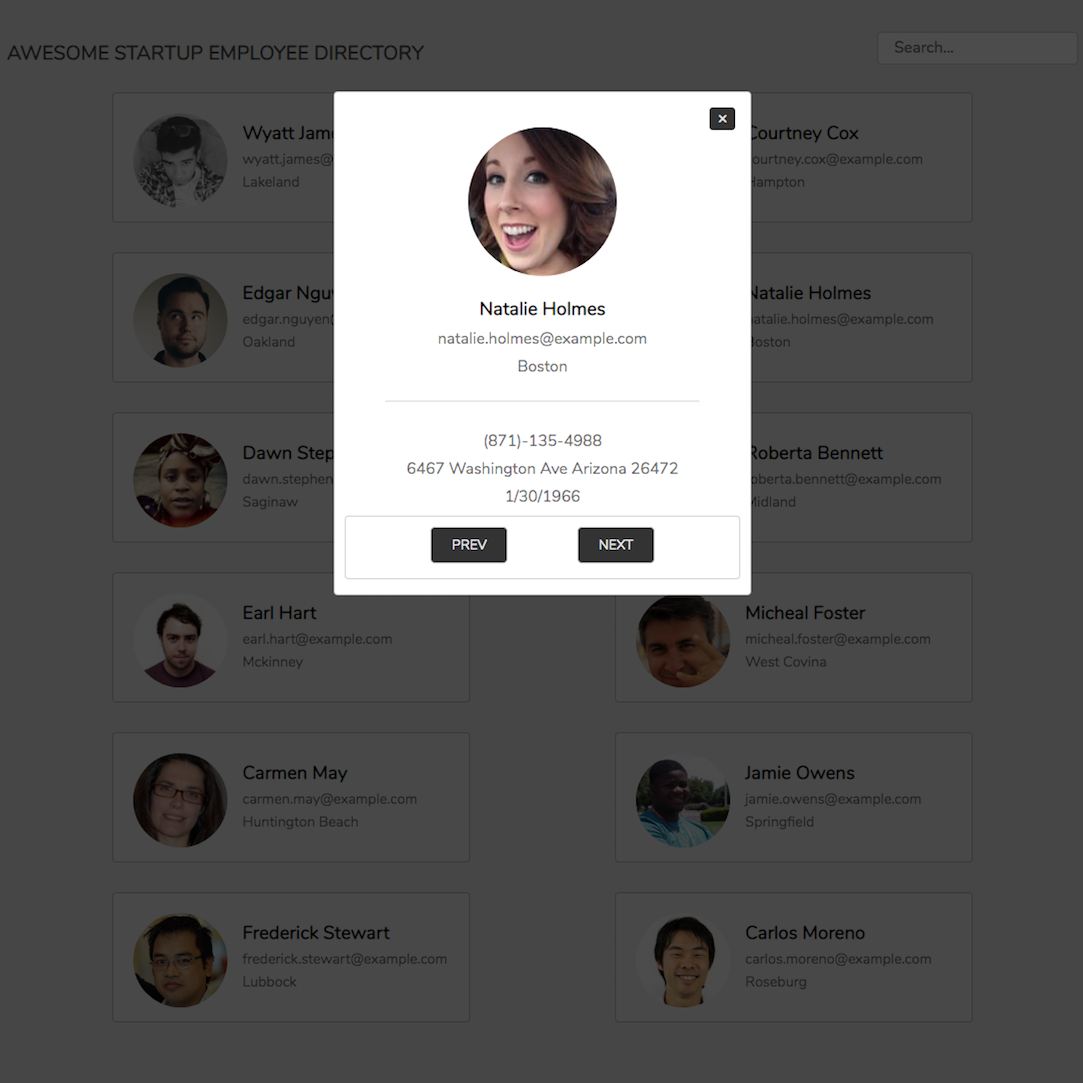 AWESOME STARTUP EMPLOYEE DIRECTORY
Search...
Wyatt Jam
wyatt.james@
Lakeland
Courtney Cox
courtney.cox@example.com
Hampton
×
Natalie Holmes
natalie.holmes@example.com
Boston
(871)-135-4988
6467 Washington Ave Arizona 26472
1/30/1966
PREV
NEXT
Edgar Ngu
edgar.nguyen@
Oakland
Natalie Holmes
natalie.holmes@example.com
Boston
Dawn Step
dawn.stephen
Saginaw
Roberta Bennett
roberta.bennett@example.com
Midland
Earl Hart
earl.hart@example.com
Mckinney
Micheal Foster
micheal.foster@example.com
West Covina
Carmen May
carmen.may@example.com
Huntington Beach
Jamie Owens
jamie.owens@example.com
Springfield
Frederick Stewart
frederick.stewart@example.com
Lubbock
Carlos Moreno
carlos.moreno@example.com
Roseburg